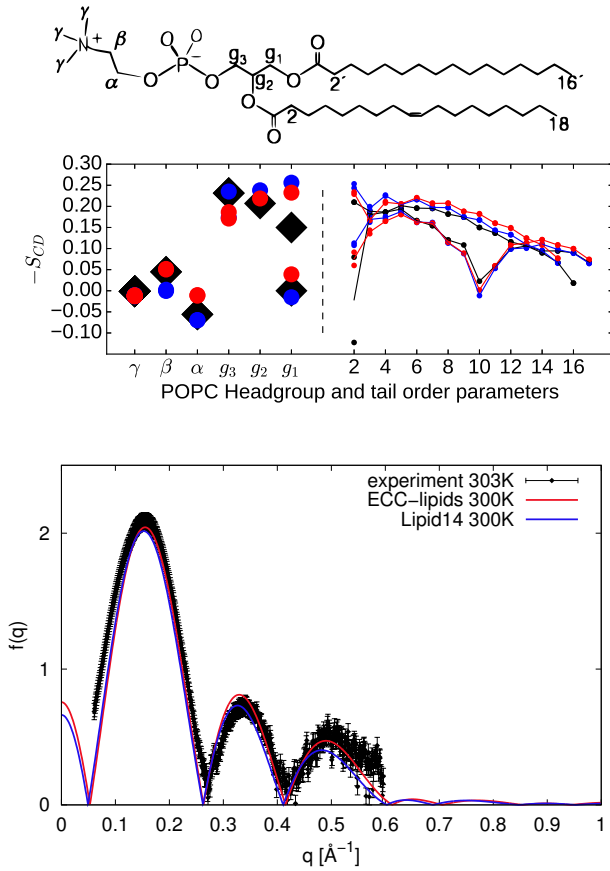 γ
γ
γ
N
+
β
α
O
P
−
O
O
O
g₃
g₂
g₁
O
O
2´
16´
O
O
2
18
0.30
0.25
0.20
0.15
0.10
0.05
0.00
−0.05
−0.10
−S_CD
γ β α g₃ g₂ g₁ 2 4 6 8 10 12 14 16
POPC Headgroup and tail order parameters
experiment 303K
ECC−lipids 300K
Lipid14 300K
2
1
0
f(q)
0 0.1 0.2 0.3 0.4 0.5 0.6 0.7 0.8 0.9 1
q [Å⁻¹]